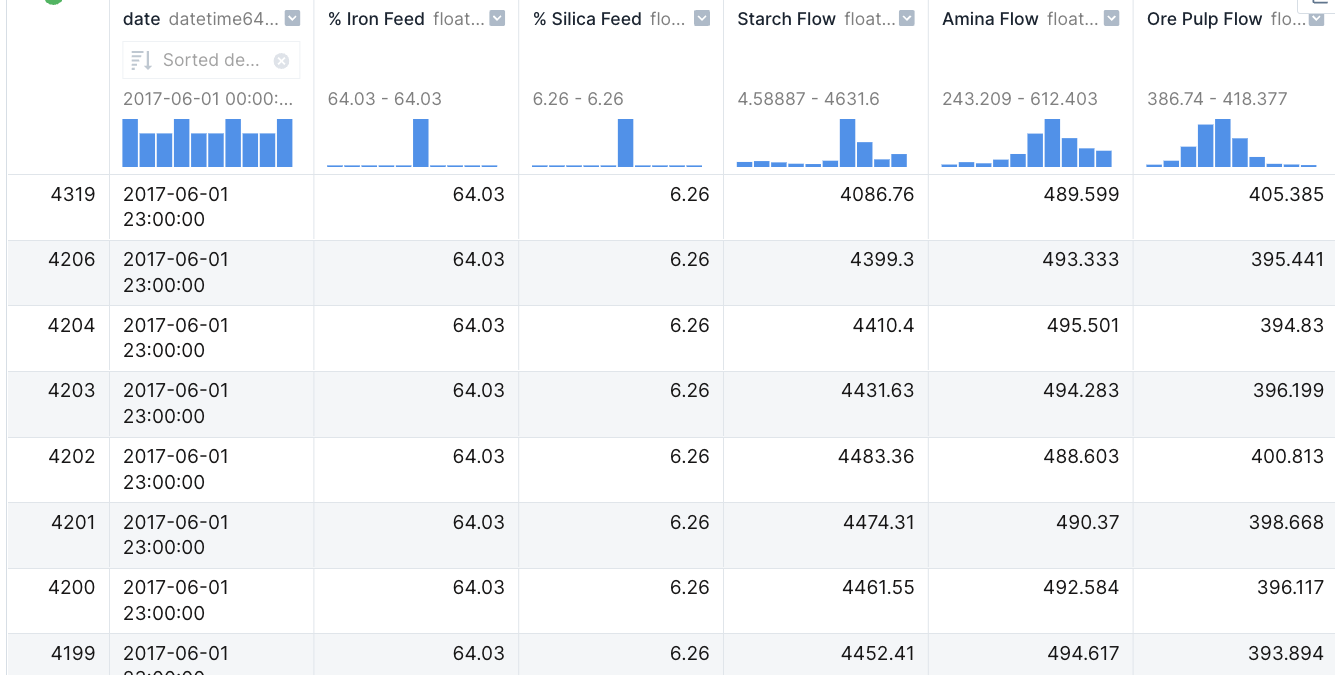 date datetime64... % Iron Feed float... % Silica Feed flo... Starch Flow float... Amina Flow float... Ore Pulp Flow flo...
Sorted de...
2017-06-01 00:00:... 64.03 - 64.03 6.26 - 6.26 4.58887 - 4631.6 243.209 - 612.403 386.74 - 418.377
4319 2017-06-01 64.03 6.26 4086.76 489.599 405.385
23:00:00
4206 2017-06-01 64.03 6.26 4399.3 493.333 395.441
23:00:00
4204 2017-06-01 64.03 6.26 4410.4 495.501 394.83
23:00:00
4203 2017-06-01 64.03 6.26 4431.63 494.283 396.199
23:00:00
4202 2017-06-01 64.03 6.26 4483.36 488.603 400.813
23:00:00
4201 2017-06-01 64.03 6.26 4474.31 490.37 398.668
23:00:00
4200 2017-06-01 64.03 6.26 4461.55 492.584 396.117
23:00:00
4199 2017-06-01 64.03 6.26 4452.41 494.617 393.894